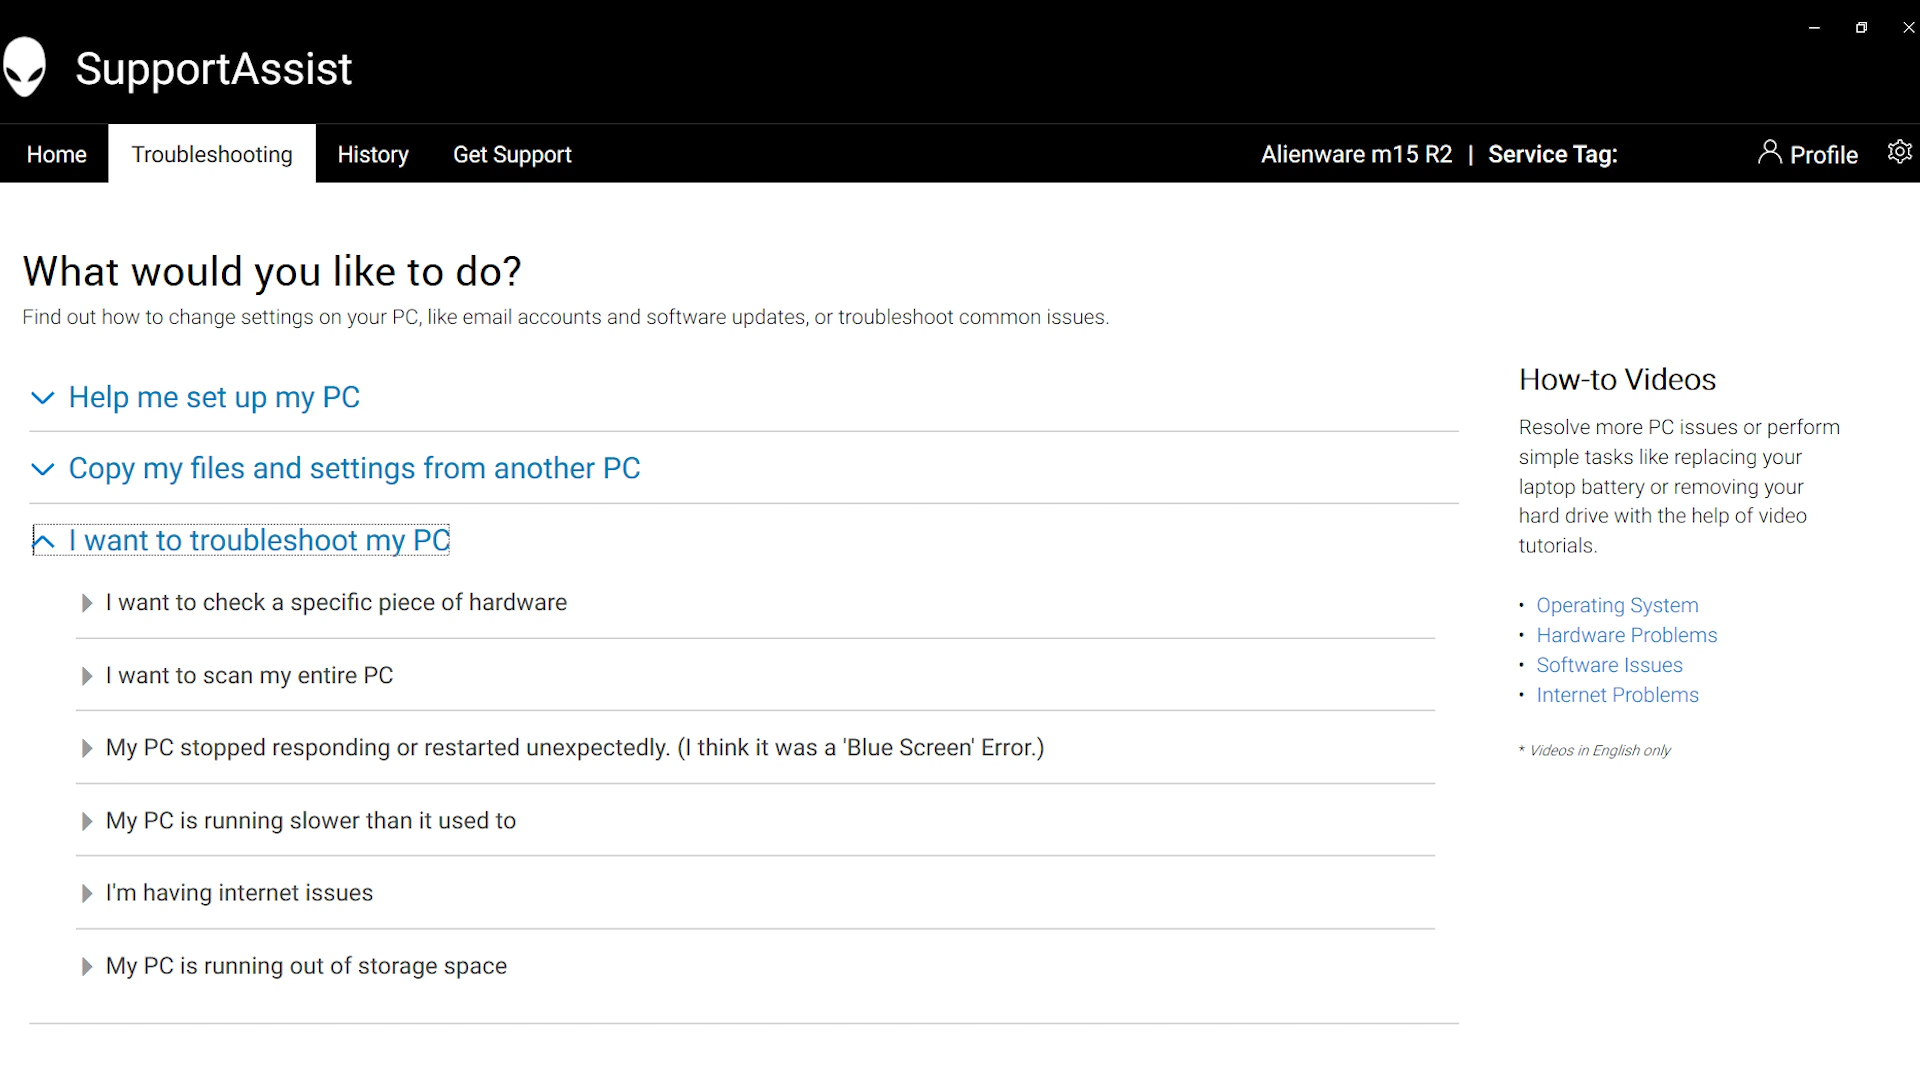 SupportAssist
Home Troubleshooting History Get Support Alienware m15 R2 | Service Tag: Profile
What would you like to do?
Find out how to change settings on your PC, like email accounts and software updates, or troubleshoot common issues.
Help me set up my PC
Copy my files and settings from another PC
I want to troubleshoot my PC
I want to check a specific piece of hardware
I want to scan my entire PC
My PC stopped responding or restarted unexpectedly. (I think it was a 'Blue Screen' Error.)
My PC is running slower than it used to
I'm having internet issues
My PC is running out of storage space
How-to Videos
Resolve more PC issues or perform
simple tasks like replacing your
laptop battery or removing your
hard drive with the help of video
tutorials.
• Operating System
• Hardware Problems
• Software Issues
• Internet Problems
* Videos in English only